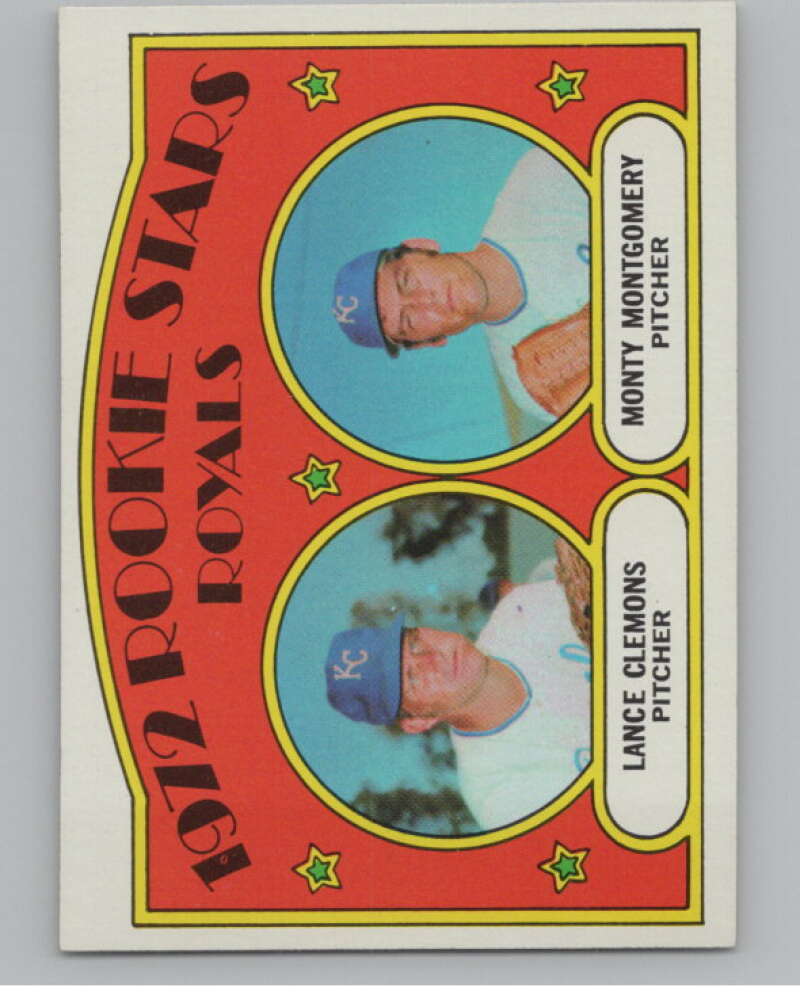 1972 ROOKIE STARS
ROYALS
KC
KC
LANCE CLEMONS
PITCHER
MONTY MONTGOMERY
PITCHER